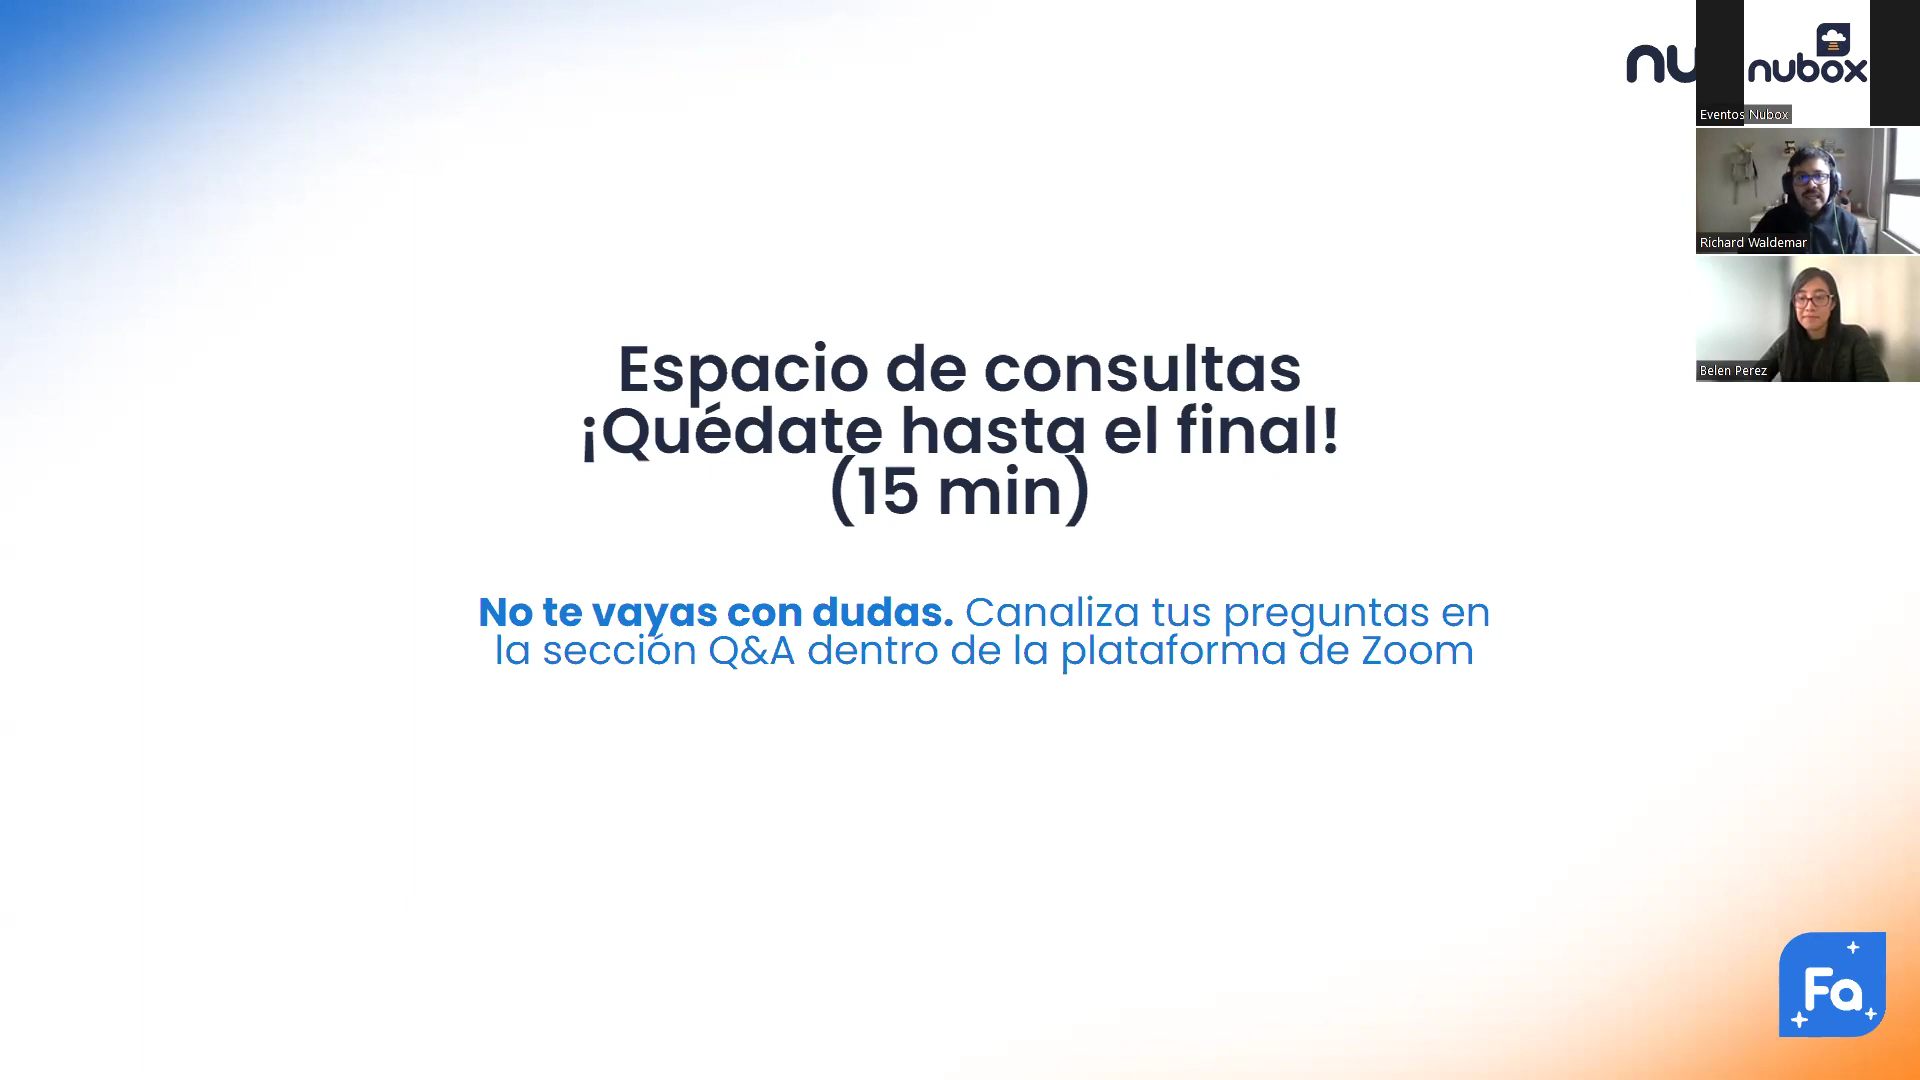 nu
nubox
Eventos Nubox
Richard Waldemar
Belen Perez
Espacio de consultas
¡Quédate hasta el final!
(15 min)
No te vayas con dudas. Canaliza tus preguntas en
la sección Q&A dentro de la plataforma de Zoom
Fa